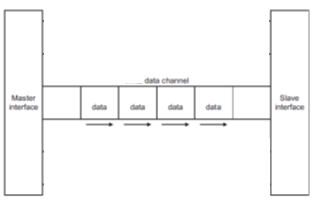 data channel
Master
interface
data
data
data
data
Slave
interface